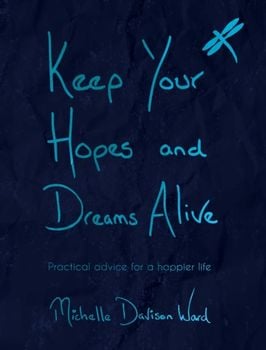 Keep Your
Hopes and
Dreams Alive
Practical advice for a happier life
Michelle Davison Ward